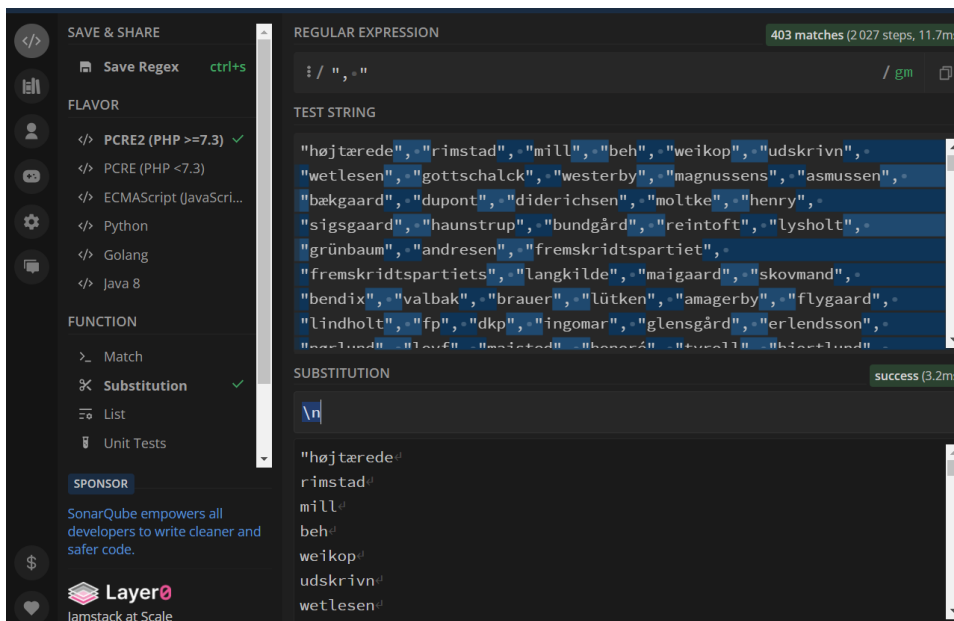 SAVE & SHARE
Save Regex ctrl+s
FLAVOR
</> PCRE2 (PHP >=7.3)
</> PCRE (PHP <7.3)
</> ECMAScript (JavaScri...
</> Python
</> Golang
</> Java 8
FUNCTION
>_ Match
Substitution
List
Unit Tests
SPONSOR
SonarQube empowers all
developers to write cleaner and
safer code.
Layer0
Jamstack at Scale
REGULAR EXPRESSION
403 matches (2 027 steps, 11.7ms
/ ",·" / gm
TEST STRING
"højtærede",·"rimstad",·"mill",·"beh",·"weikop",·"udskrivn",·
"wetlesen",·"gottschalck",·"westerby",·"magnussens",·"asmussen",·
"bækgaard",·"dupont",·"diderichsen",·"moltke",·"henry",·
"sigsgaard",·"haunstrup",·"bundgård",·"reintoft",·"lysholt",·
"grünbaum",·"andresen",·"fremskridtspartiet",·
"fremskridtspartiets",·"langkilde",·"maigaard",·"skovmand",·
"bendix",·"valbak",·"brauer",·"lütken",·"amagerby",·"flygaard",·
"lindholt",·"fp",·"dkp",·"ingomar",·"glensgård",·"erlendsson",·
SUBSTITUTION
success (3.2ms
\n
"højtærede
rimstad
mill
beh
weikop
udskrivn
wetlesen